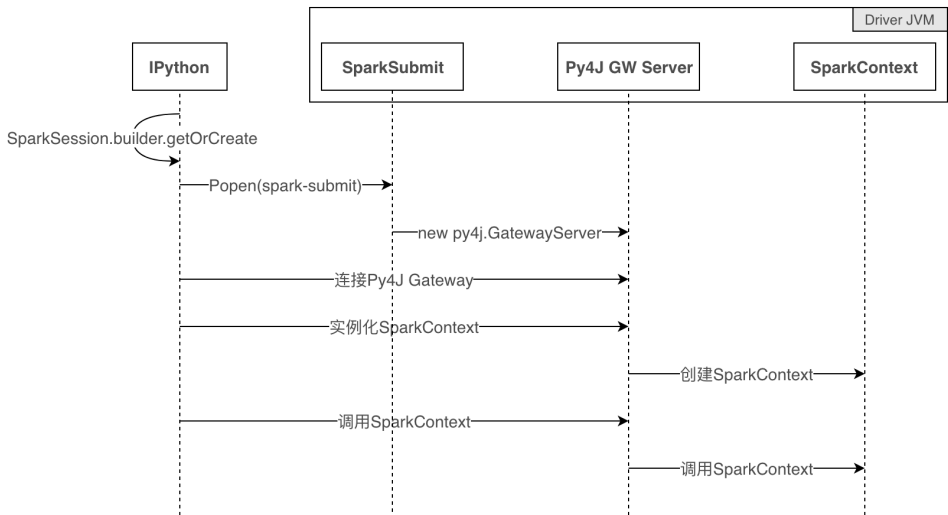 Driver JVM
IPython
SparkSubmit
Py4J GW Server
SparkContext
SparkSession.builder.getOrCreate
Popen(spark-submit)
new py4j.GatewayServer
连接Py4J Gateway
实例化SparkContext
创建SparkContext
调用SparkContext
调用SparkContext